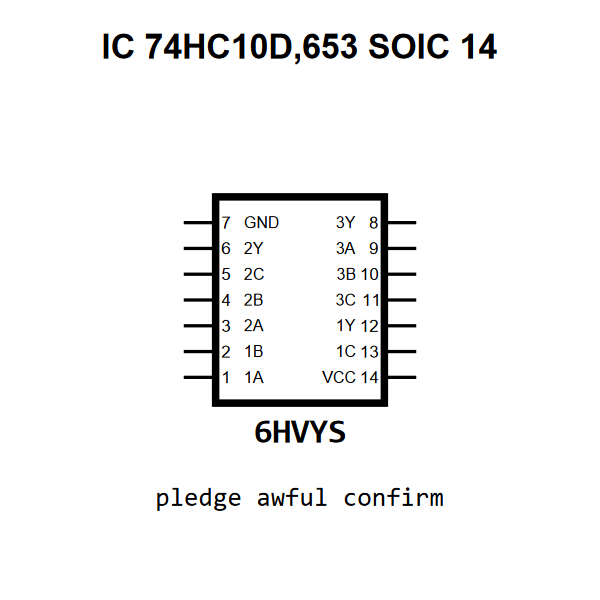 IC 74HC10D,653 SOIC 14
7 GND 3Y 8
6 2Y 3A 9
5 2C 3B 10
4 2B 3C 11
3 2A 1Y 12
2 1B 1C 13
1 1A VCC 14
6HVYS
pledge awful confirm